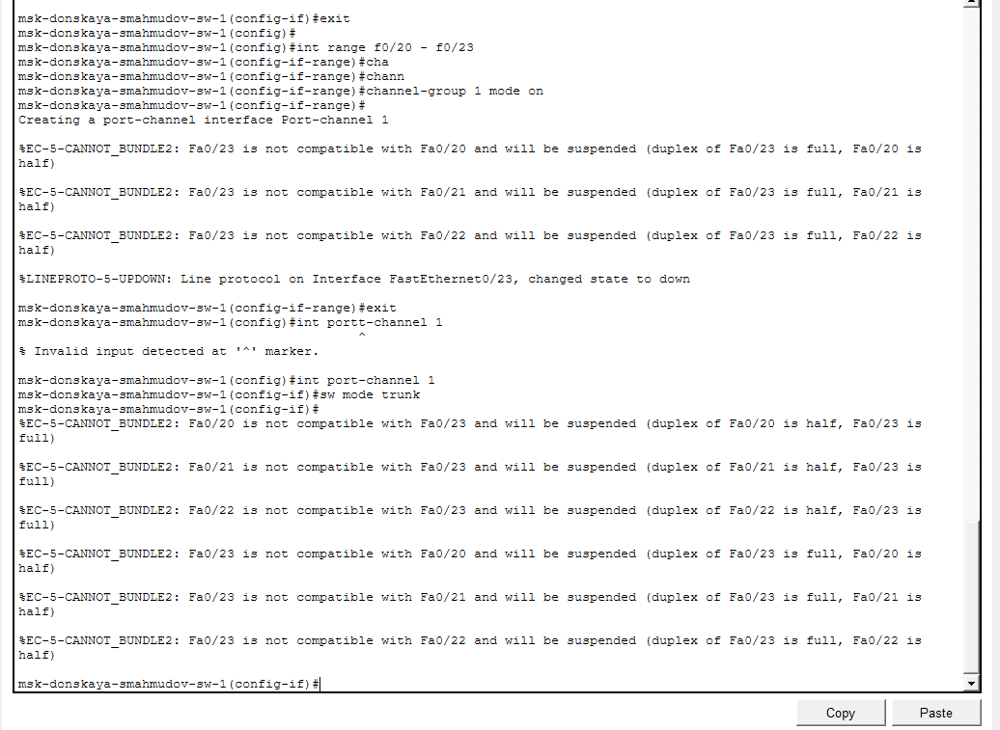 msk-donskaya-smahmudov-sw-1(config-if)#exit
msk-donskaya-smahmudov-sw-1(config)#
msk-donskaya-smahmudov-sw-1(config)#int range f0/20 - f0/23
msk-donskaya-smahmudov-sw-1(config-if-range)#cha
msk-donskaya-smahmudov-sw-1(config-if-range)#chann
msk-donskaya-smahmudov-sw-1(config-if-range)#channel-group 1 mode on
msk-donskaya-smahmudov-sw-1(config-if-range)#
Creating a port-channel interface Port-channel 1
%EC-5-CANNOT_BUNDLE2: Fa0/23 is not compatible with Fa0/20 and will be suspended (duplex of Fa0/23 is full, Fa0/20 is
half)
%EC-5-CANNOT_BUNDLE2: Fa0/23 is not compatible with Fa0/21 and will be suspended (duplex of Fa0/23 is full, Fa0/21 is
half)
%EC-5-CANNOT_BUNDLE2: Fa0/23 is not compatible with Fa0/22 and will be suspended (duplex of Fa0/23 is full, Fa0/22 is
half)
%LINEPROTO-5-UPDOWN: Line protocol on Interface FastEthernet0/23, changed state to down
msk-donskaya-smahmudov-sw-1(config-if-range)#exit
msk-donskaya-smahmudov-sw-1(config)#int portt-channel 1
^
% Invalid input detected at '^' marker.
msk-donskaya-smahmudov-sw-1(config)#int port-channel 1
msk-donskaya-smahmudov-sw-1(config-if)#sw mode trunk
msk-donskaya-smahmudov-sw-1(config-if)#
%EC-5-CANNOT_BUNDLE2: Fa0/20 is not compatible with Fa0/23 and will be suspended (duplex of Fa0/20 is half, Fa0/23 is
full)
%EC-5-CANNOT_BUNDLE2: Fa0/21 is not compatible with Fa0/23 and will be suspended (duplex of Fa0/21 is half, Fa0/23 is
full)
%EC-5-CANNOT_BUNDLE2: Fa0/22 is not compatible with Fa0/23 and will be suspended (duplex of Fa0/22 is half, Fa0/23 is
full)
%EC-5-CANNOT_BUNDLE2: Fa0/23 is not compatible with Fa0/20 and will be suspended (duplex of Fa0/23 is full, Fa0/20 is
half)
%EC-5-CANNOT_BUNDLE2: Fa0/23 is not compatible with Fa0/21 and will be suspended (duplex of Fa0/23 is full, Fa0/21 is
half)
%EC-5-CANNOT_BUNDLE2: Fa0/23 is not compatible with Fa0/22 and will be suspended (duplex of Fa0/23 is full, Fa0/22 is
half)
msk-donskaya-smahmudov-sw-1(config-if)#
Copy
Paste